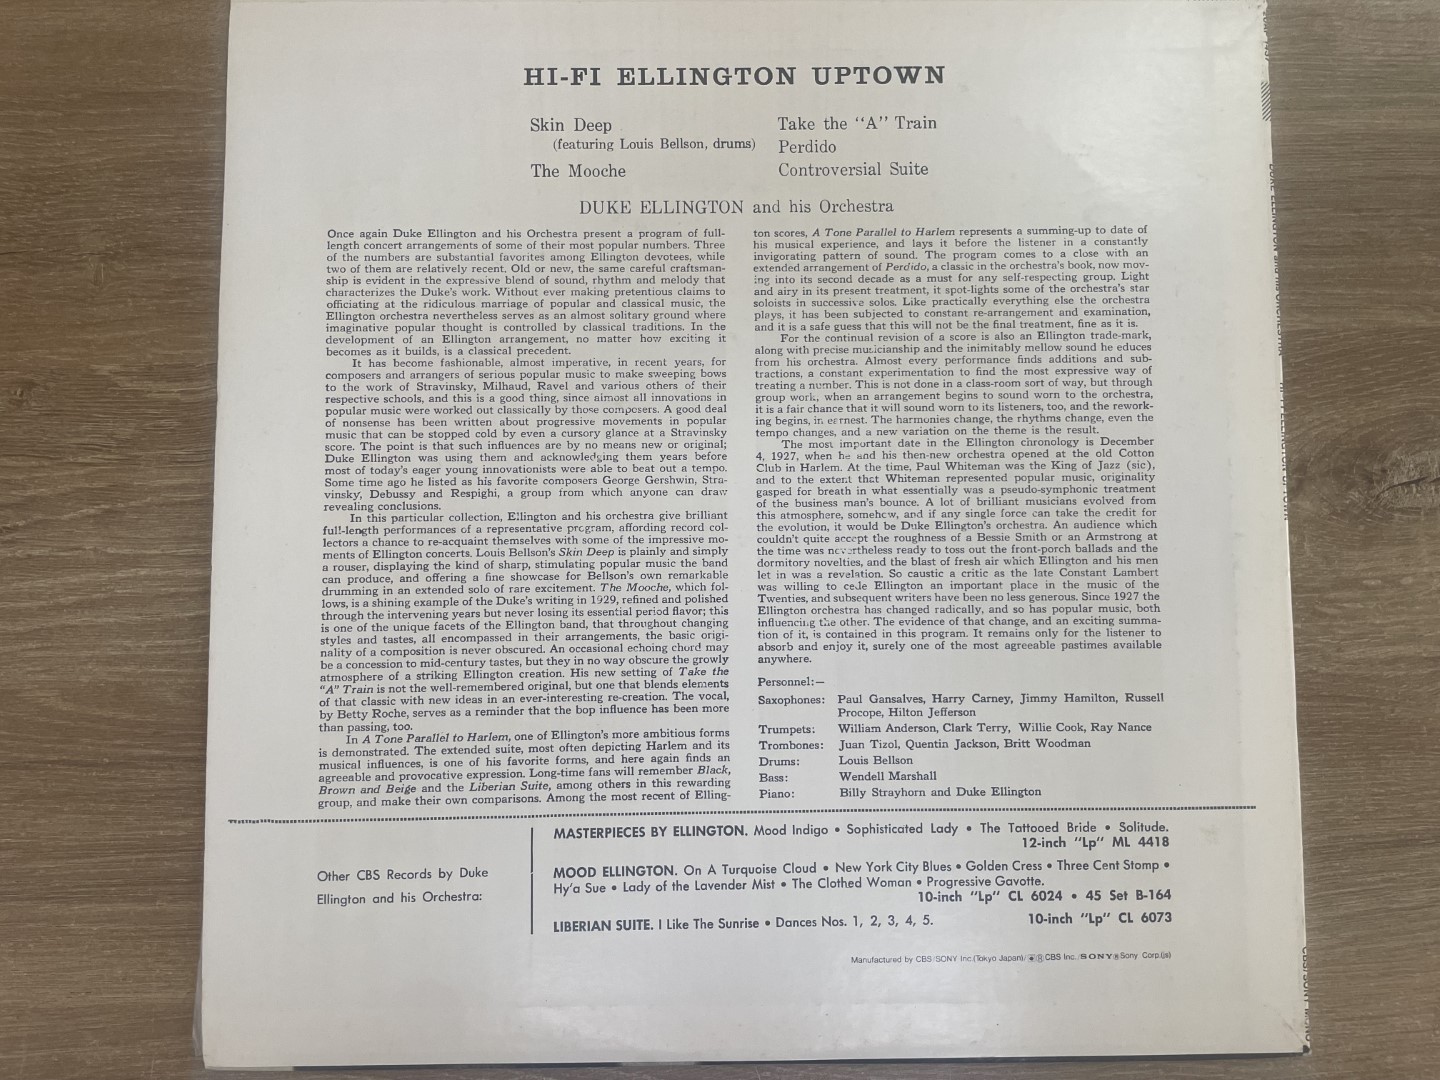 HI-FI ELLINGTON UPTOWN
Skin Deep
(featuring Louis Bellson, drums)
The Mooche
Take the "A" Train
Perdido
Controversial Suite
DUKE ELLINGTON and his Orchestra
Once again Duke Ellington and his Orchestra present a program of full-
length concert arrangements of some of their most popular numbers. Three
of the numbers are substantial favorites among Ellington devotees, while
two of them are relatively recent. Old or new, the same careful craftsman-
ship is evident in the expressive blend of sound, rhythm and melody that
characterizes the Duke's work. Without ever making pretentious claims to
officiating at the ridiculous marriage of popular and classical music, the
Ellington orchestra nevertheless serves as an almost solitary ground where
imaginative popular thought is controlled by classical traditions. In the
development of an Ellington arrangement, no matter how exciting it
becomes as it builds, is a classical precedent.
It has become fashionable, almost imperative, in recent years, for
composers and arrangers of serious popular music to make sweeping bows
to the work of Stravinsky, Milhaud, Ravel and various others of their
respective schools, and this is a good thing, since almost all innovations in
popular music were worked out classically by those composers. A good deal
of nonsense has been written about progressive movements in popular
music that can be stopped cold by even a cursory glance at a Stravinsky
score. The point is that such influences are by no means new or original;
Duke Ellington was using them and acknowledging them years before
most of today's eager young innovationists were able to beat out a tempo.
Some time ago he listed as his favorite composers George Gershwin, Stra-
vinsky, Debussy and Respighi, a group from which anyone can draw
revealing conclusions.
In this particular collection, Ellington and his orchestra give brilliant
full-length performances of a representative program, affording record col-
lectors a chance to re-acquaint themselves with some of the impressive mo-
ments of Ellington concerts. Louis Bellson's Skin Deep is plainly and simply
a rouser, displaying the kind of sharp, stimulating popular music the band
can produce, and offering a fine showcase for Bellson's own remarkable
drumming in an extended solo of rare excitement. The Mooche, which fol-
lows, is a shining example of the Duke's writing in 1929, refined and polished
through the intervening years but never losing its essential period flavor; this
is one of the unique facets of the Ellington band, that throughout changing
styles and tastes, all encompassed in their arrangements, the basic origi-
nality of a composition is never obscured. An occasional echoing chord may
be a concession to mid-century tastes, but they in no way obscure the growly
atmosphere of a striking Ellington creation. His new setting of Take the
"A" Train is not the well-remembered original, but one that blends elements
of that classic with new ideas in an ever-interesting re-creation. The vocal,
by Betty Roche, serves as a reminder that the bop influence has been more
than passing, too.
In A Tone Parallel to Harlem, one of Ellington's more ambitious forms
is demonstrated. The extended suite, most often depicting Harlem and its
musical influences, is one of his favorite forms, and here again finds an
agreeable and provocative expression. Long-time fans will remember Black,
Brown and Beige and the Liberian Suite, among others in this rewarding
group, and make their own comparisons. Among the most recent of Elling-
ton scores, A Tone Parallel to Harlem represents a summing-up to date of
his musical experience, and lays it before the listener in a constantly
invigorating pattern of sound. The program comes to a close with an
extended arrangement of Perdido, a classic in the orchestra's book, now mov-
ing into its second decade as a must for any self-respecting group. Light
and airy in its present treatment, it spot-lights some of the orchestra's star
soloists in successive solos. Like practically everything else the orchestra
plays, it has been subjected to constant re-arrangement and examination,
and it is a safe guess that this will not be the final treatment, fine as it is.
For the continual revision of a score is also an Ellington trade-mark,
along with precise musicianship and the inimitably mellow sound he educes
from his orchestra. Almost every performance finds additions and sub-
tractions, a constant experimentation to find the most expressive way of
treating a number. This is not done in a class-room sort of way, but through
group work, when an arrangement begins to sound worn to the orchestra,
it is a fair chance that it will sound worn to its listeners, too, and the rework-
ing begins, in earnest. The harmonies change, the rhythms change, even the
tempo changes, and a new variation on the theme is the result.
The most important date in the Ellington chronology is December
4, 1927, when he and his then-new orchestra opened at the old Cotton
Club in Harlem. At the time, Paul Whiteman was the King of Jazz (sic),
and to the extent that Whiteman represented popular music, originality
gasped for breath in what essentially was a pseudo-symphonic treatment
of the business man's bounce. A lot of brilliant musicians evolved from
this atmosphere, somehow, and if any single force can take the credit for
the evolution, it would be Duke Ellington's orchestra. An audience which
couldn't quite accept the roughness of a Bessie Smith or an Armstrong at
the time was nevertheless ready to toss out the front-porch ballads and the
dormitory novelties, and the blast of fresh air which Ellington and his men
let in was a revelation. So caustic a critic as the late Constant Lambert
was willing to cede Ellington an important place in the music of the
Twenties, and subsequent writers have been no less generous. Since 1927 the
Ellington orchestra has changed radically, and so has popular music, both
influencing the other. The evidence of that change, and an exciting summa-
tion of it, is contained in this program. It remains only for the listener to
absorb and enjoy it, surely one of the most agreeable pastimes available
anywhere.
Personnel:—
Saxophones: Paul Gansalves, Harry Carney, Jimmy Hamilton, Russell
Procope, Hilton Jefferson
Trumpets: William Anderson, Clark Terry, Willie Cook, Ray Nance
Trombones: Juan Tizol, Quentin Jackson, Britt Woodman
Drums: Louis Bellson
Bass: Wendell Marshall
Piano: Billy Strayhorn and Duke Ellington
Other CBS Records by Duke
Ellington and his Orchestra:
MASTERPIECES BY ELLINGTON. Mood Indigo • Sophisticated Lady • The Tattooed Bride • Solitude.
12-inch "Lp" ML 4418
MOOD ELLINGTON. On A Turquoise Cloud • New York City Blues • Golden Cress • Three Cent Stomp •
Hy'a Sue • Lady of the Lavender Mist • The Clothed Woman • Progressive Gavotte.
10-inch "Lp" CL 6024 • 45 Set B-164
LIBERIAN SUITE. I Like The Sunrise • Dances Nos. 1, 2, 3, 4, 5. 10-inch "Lp" CL 6073
Manufactured by CBS/SONY Inc.(Tokyo Japan)/ ® CBS Inc./SONY® Sony Corp.(js)